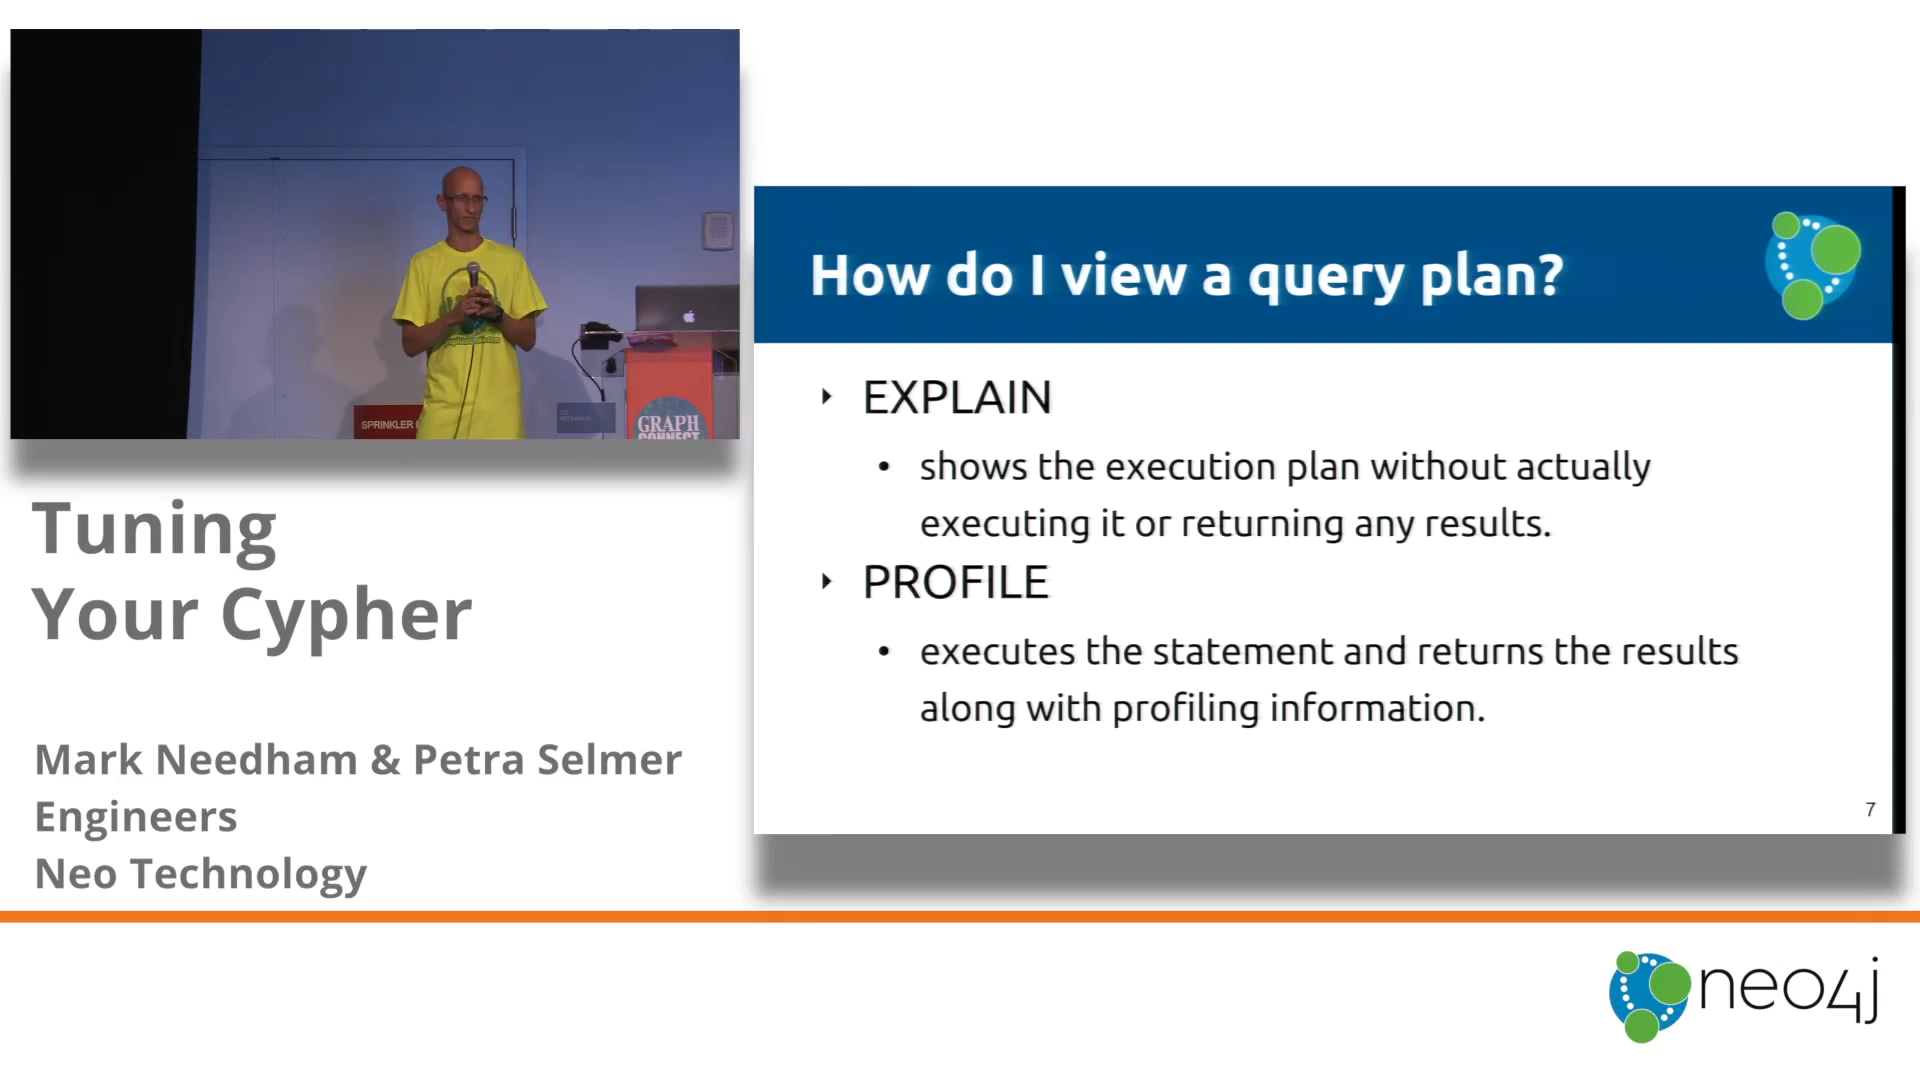 SPRINKLER
GRAPH
CONNECT
Tuning
Your Cypher
Mark Needham & Petra Selmer
Engineers
Neo Technology
How do I view a query plan?
‣ EXPLAIN
• shows the execution plan without actually
executing it or returning any results.
‣ PROFILE
• executes the statement and returns the results
along with profiling information.
7
neo4j